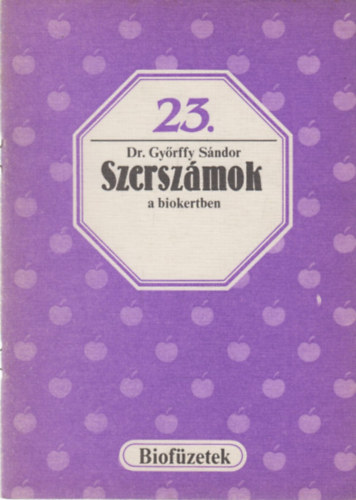 23.
Dr. Győrffy Sándor
Szerszámok
a biokertben
Biofüzetek